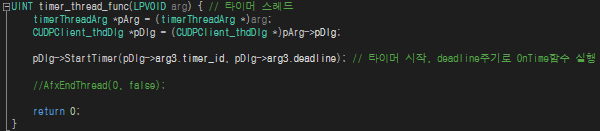 UINT timer_thread_func(LPVOID arg) { // 타이머 스레드
timerThreadArg *pArg = (timerThreadArg *)arg;
CUDPClient_thdDlg *pDlg = (CUDPClient_thdDlg *)pArg->pDlg;
pDlg->StartTimer(pDlg->arg3.timer_id, pDlg->arg3.deadline); // 타이머 시작, deadline주기로 OnTime함수 실행
//AfxEndThread(0, false);
return 0;
}